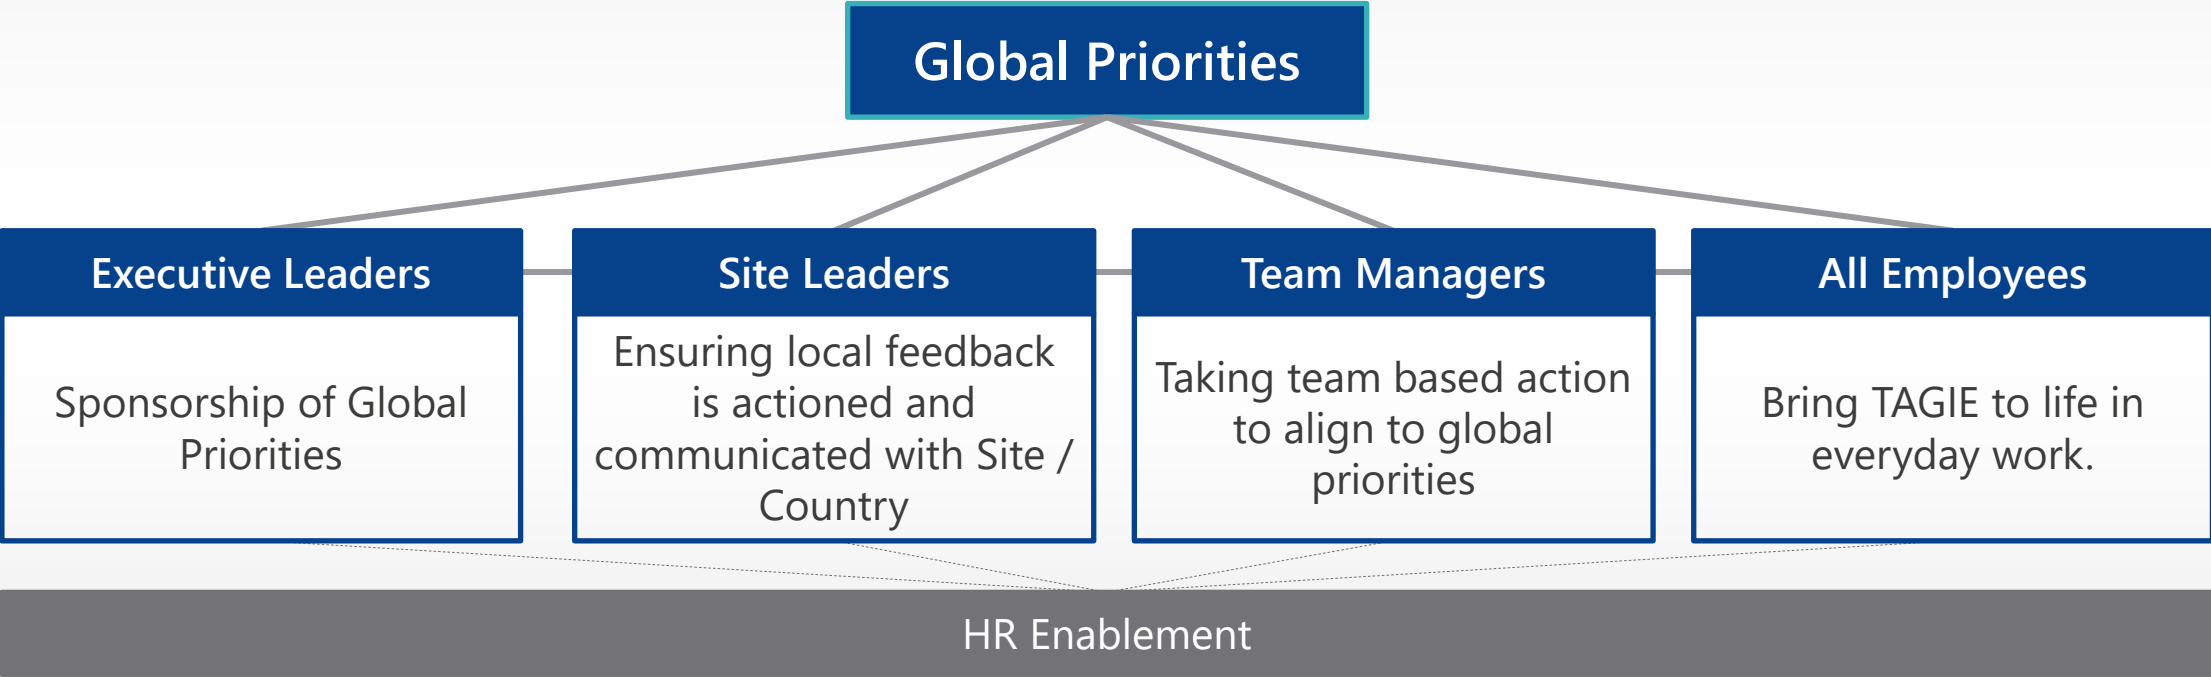 Global Priorities
Executive Leaders
Sponsorship of Global
Priorities
Site Leaders
Ensuring local feedback
is actioned and
communicated with Site /
Country
Team Managers
Taking team based action
to align to global
priorities
All Employees
Bring TAGIE to life in
everyday work.
HR Enablement